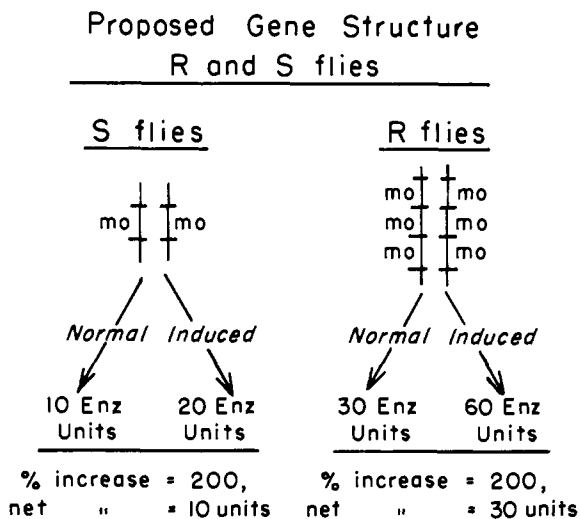 Proposed Gene Structure
R and S flies
S flies
R flies
mo mo
mo mo
mo mo
mo mo
Normal Induced
Normal Induced
10 Enz Units
20 Enz Units
30 Enz Units
60 Enz Units
% increase = 200,
net " = 10 units
% increase = 200,
net " = 30 units